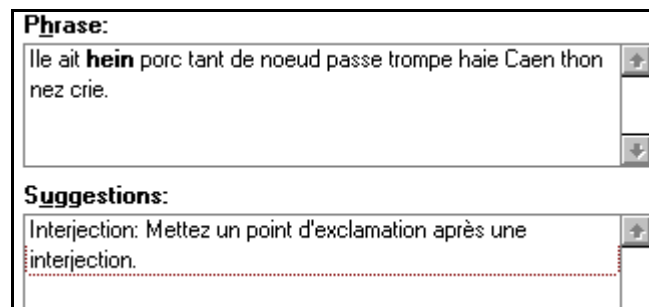 Phrase:
Ile ait hein porc tant de noeud passe trompe haie Caen thon
nez crie.
Suggestions:
Interjection: Mettez un point d'exclamation après une
interjection.